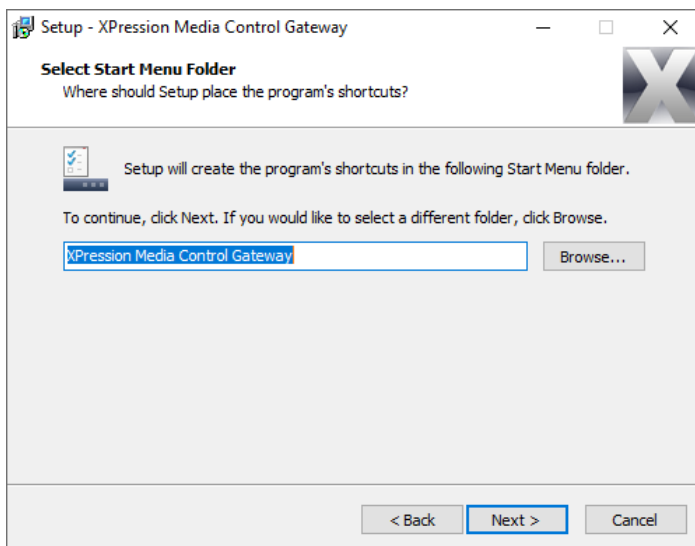 Setup - XPression Media Control Gateway
Select Start Menu Folder
Where should Setup place the program's shortcuts?
Setup will create the program's shortcuts in the following Start Menu folder.
To continue, click Next. If you would like to select a different folder, click Browse.
XPression Media Control Gateway
Browse...
< Back
Next >
Cancel